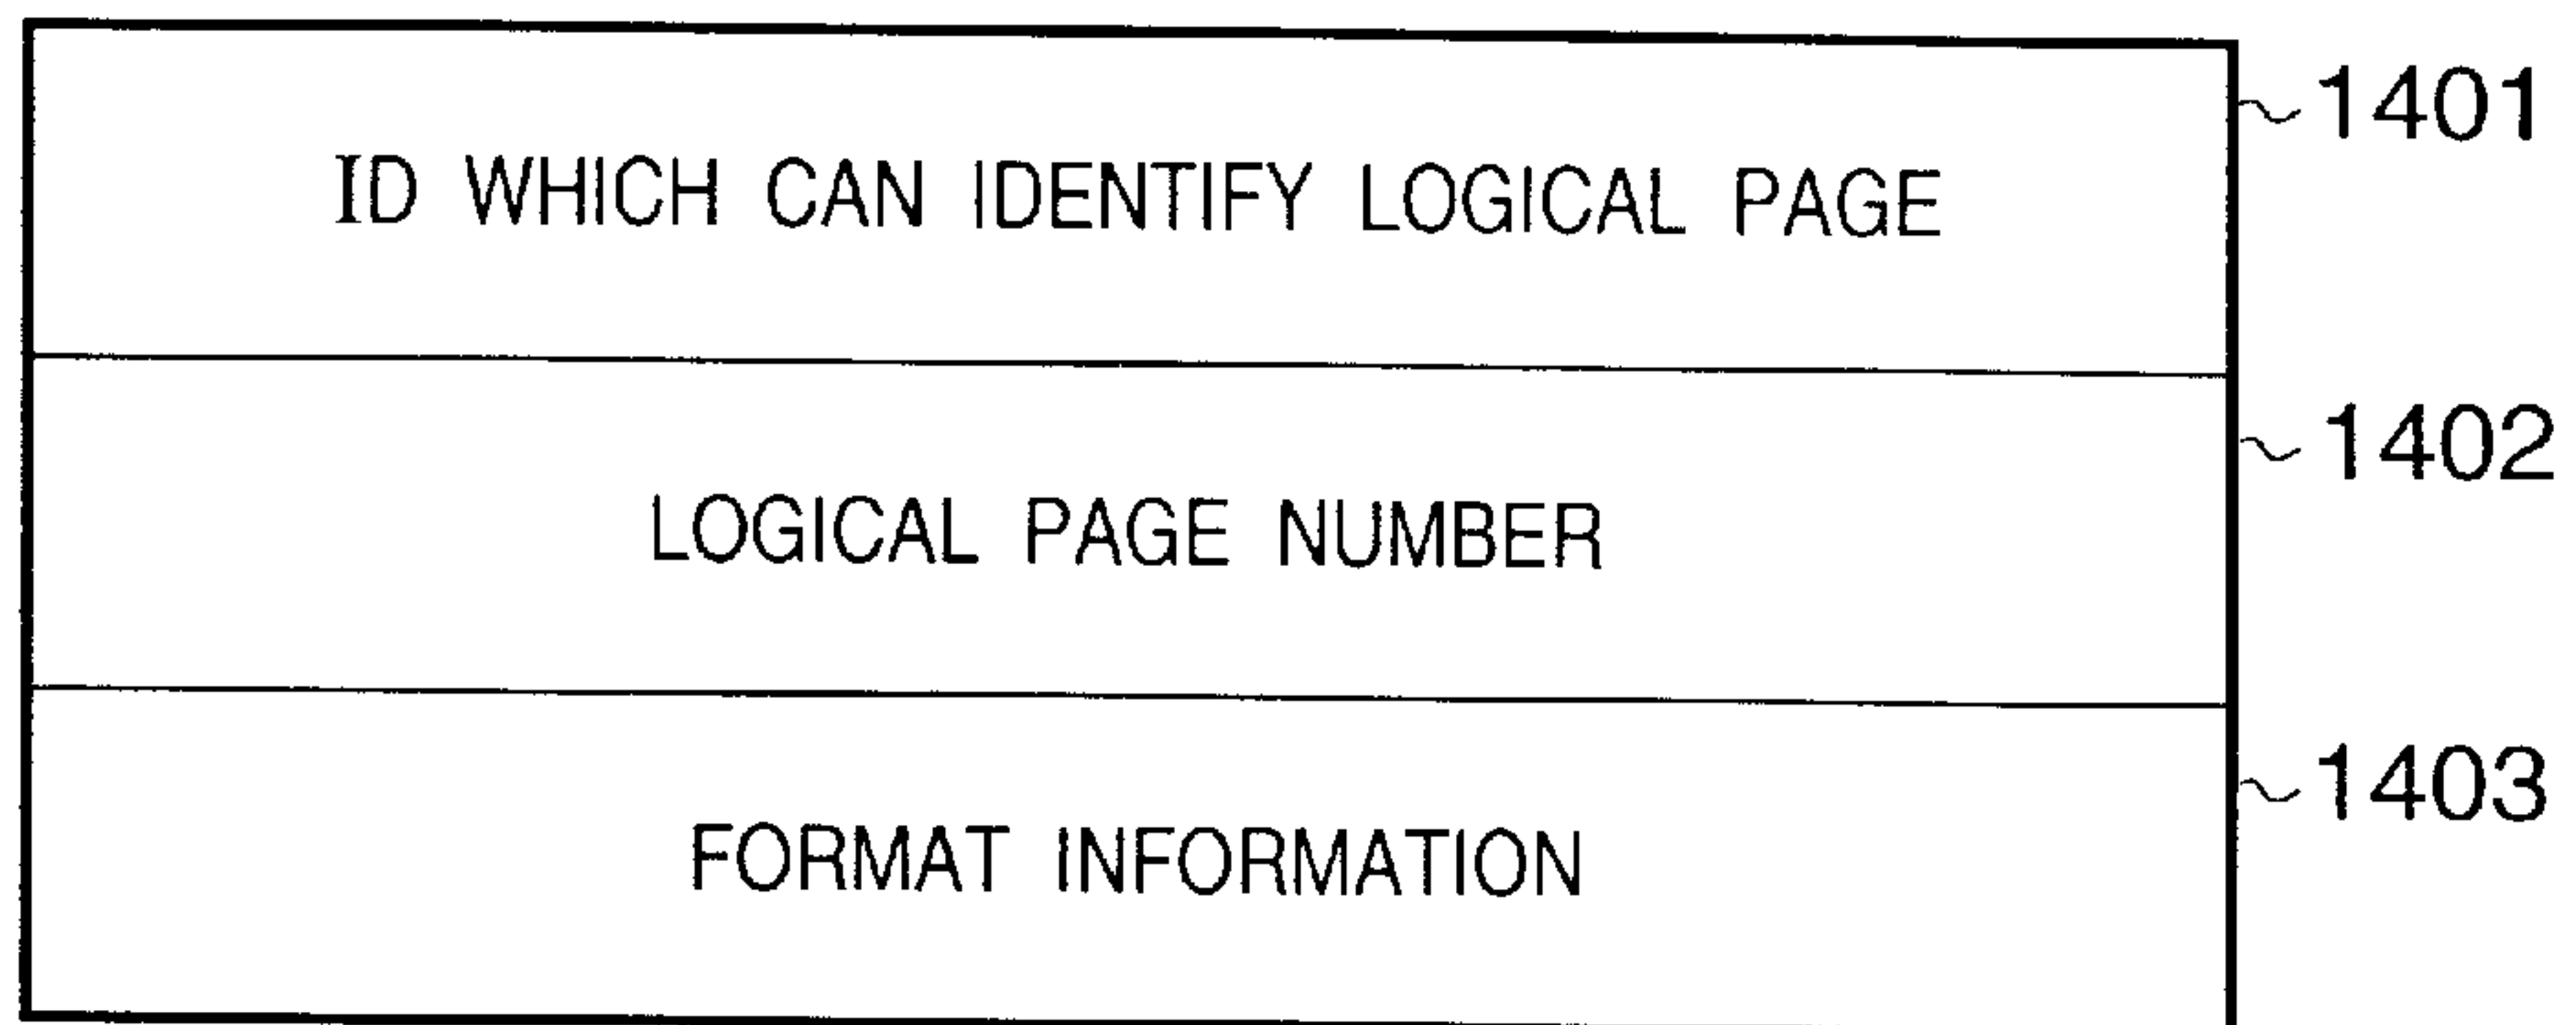 ID WHICH CAN IDENTIFY LOGICAL PAGE 1401
LOGICAL PAGE NUMBER 1402
FORMAT INFORMATION 1403